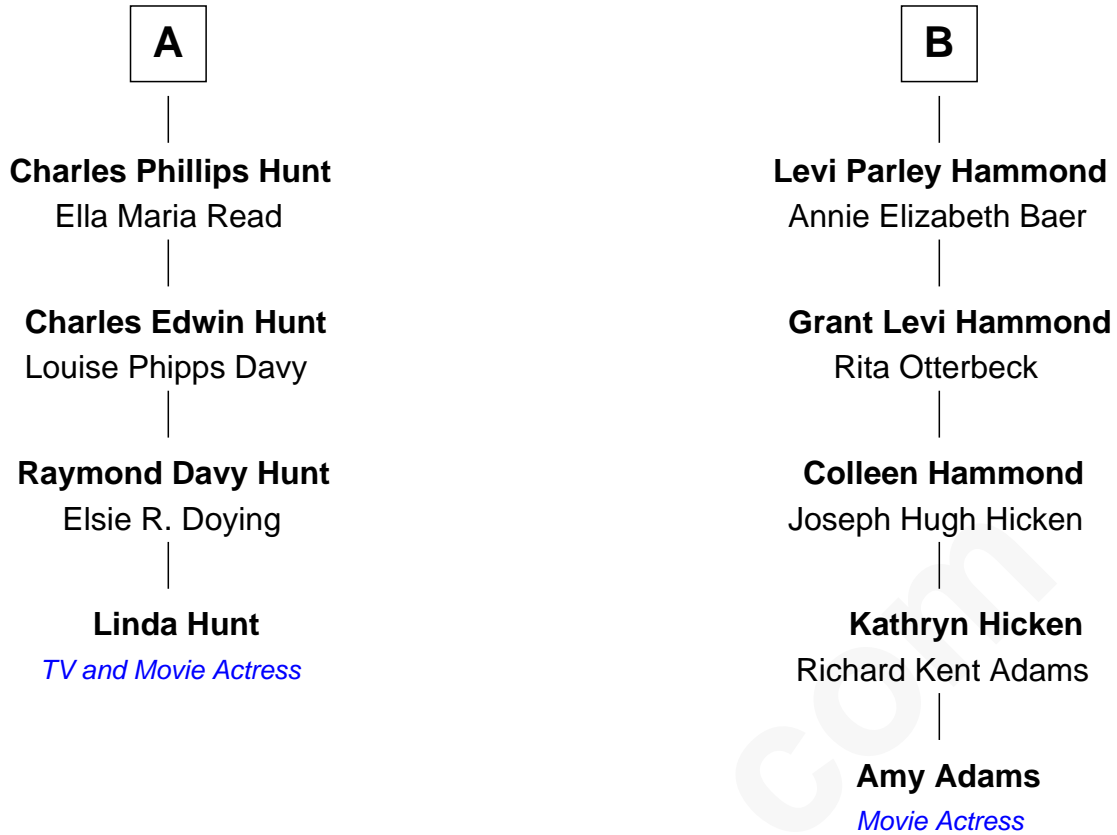 A
Charles Phillips Hunt
Ella Maria Read
Charles Edwin Hunt
Louise Phipps Davy
Raymond Davy Hunt
Elsie R. Doying
Linda Hunt
TV and Movie Actress
B
Levi Parley Hammond
Annie Elizabeth Baer
Grant Levi Hammond
Rita Otterbeck
Colleen Hammond
Joseph Hugh Hicken
Kathryn Hicken
Richard Kent Adams
Amy Adams
Movie Actress
com